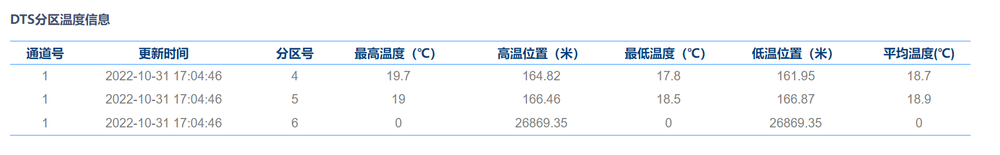 DTS分区温度信息
通道号 更新时间 分区号 最高温度（℃） 高温位置（米） 最低温度（℃） 低温位置（米） 平均温度(℃)
1 2022-10-31 17:04:46 4 19.7 164.82 17.8 161.95 18.7
1 2022-10-31 17:04:46 5 19 166.46 18.5 166.87 18.9
1 2022-10-31 17:04:46 6 0 26869.35 0 26869.35 0